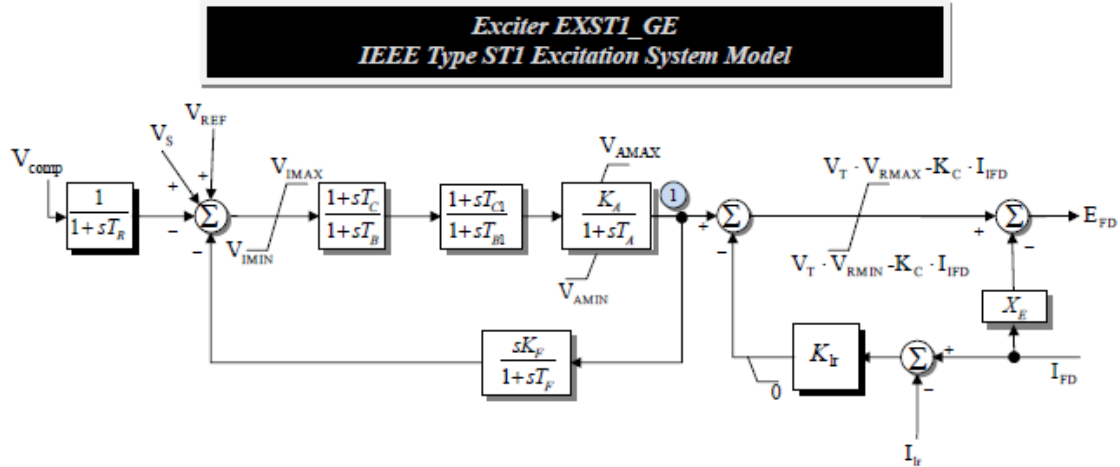 Exciter EXST1_GE
IEEE Type ST1 Excitation System Model
V_REF
V_S
V_comp
+
+
−
−
Σ
1
1+sT_R
V_IMAX
V_IMIN
1+sT_C
1+sT_B
1+sT_C1
1+sT_B1
V_AMAX
K_A
1+sT_A
V_AMIN
1
+
−
Σ
V_T · V_RMAX -K_C · I_IFD
V_T · V_RMIN -K_C · I_IFD
+
−
Σ
E_FD
X_E
sK_F
1+sT_F
0
K_lr
Σ
+
−
I_FD
I_lr